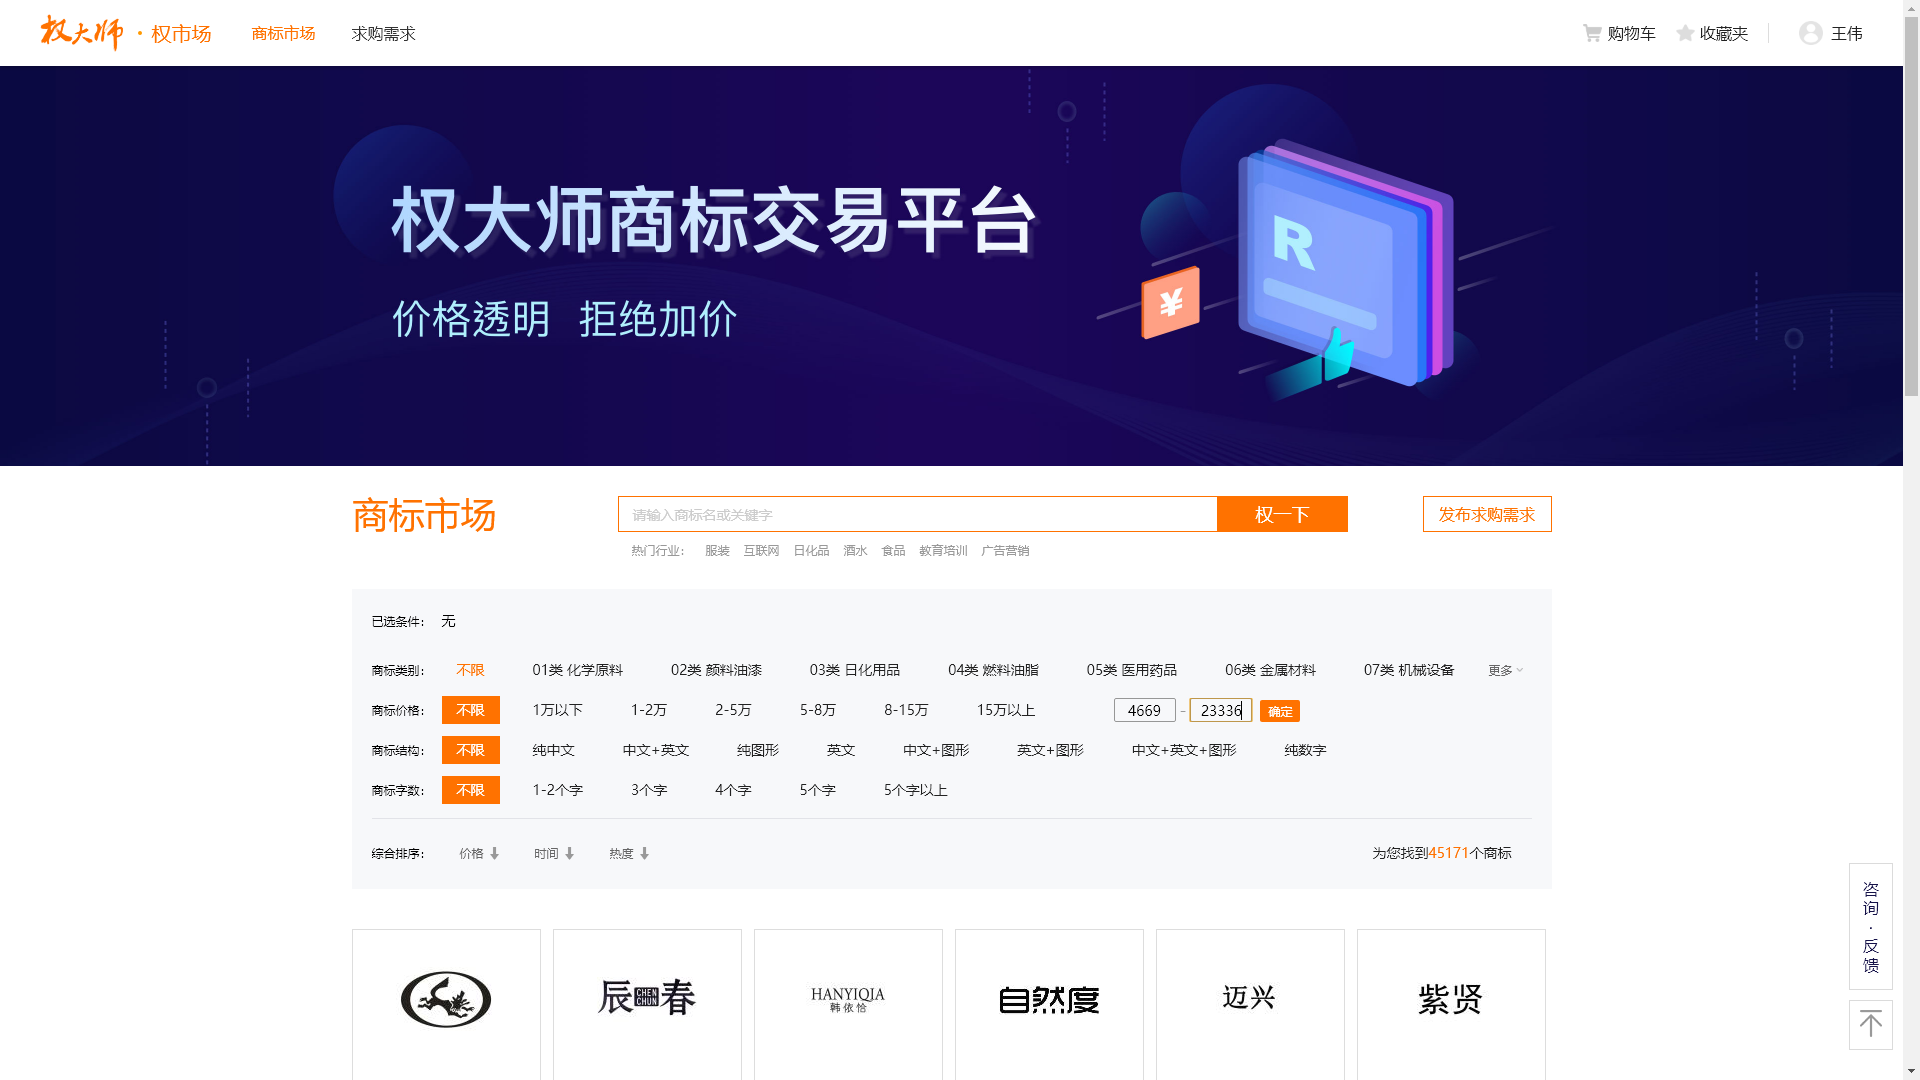 权大师 · 权市场 商标市场 求购需求 购物车 收藏夹 王伟
权大师商标交易平台
价格透明 拒绝加价
R
¥
商标市场 请输入商标名或关键字 权一下 发布求购需求
热门行业： 服装 互联网 日化品 酒水 食品 教育培训 广告营销
已选条件： 无
商标类别： 不限 01类 化学原料 02类 颜料油漆 03类 日化用品 04类 燃料油脂 05类 医用药品 06类 金属材料 07类 机械设备 更多
商标价格： 不限 1万以下 1-2万 2-5万 5-8万 8-15万 15万以上 4669 - 23336 确定
商标结构： 不限 纯中文 中文+英文 纯图形 英文 中文+图形 英文+图形 中文+英文+图形 纯数字
商标字数： 不限 1-2个字 3个字 4个字 5个字 5个字以上
综合排序： 价格 时间 热度 为您找到45171个商标
咨询·反馈
辰 CHEN CHUN 春
HANYIQIA
韩依恰
自然度
迈兴
紫贤